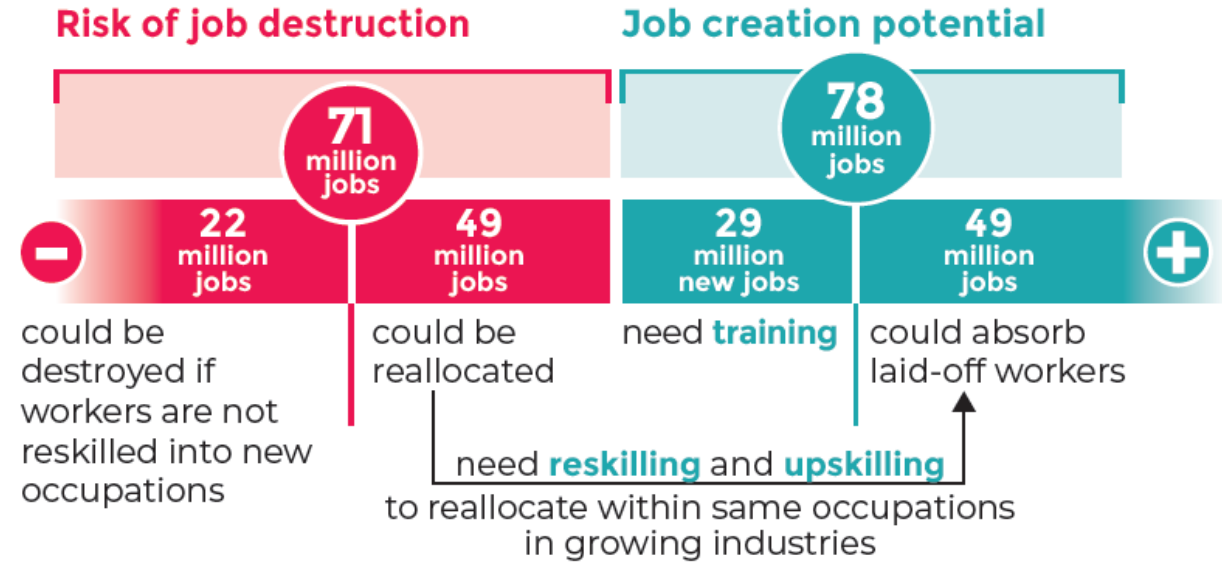 Risk of job destruction
Job creation potential
71
million
jobs
78
million
jobs
22
million
jobs
49
million
jobs
29
million
new jobs
49
million
jobs
could be
destroyed if
workers are not
reskilled into new
occupations
could be
reallocated
need training
could absorb
laid-off workers
need reskilling and upskilling
to reallocate within same occupations
in growing industries